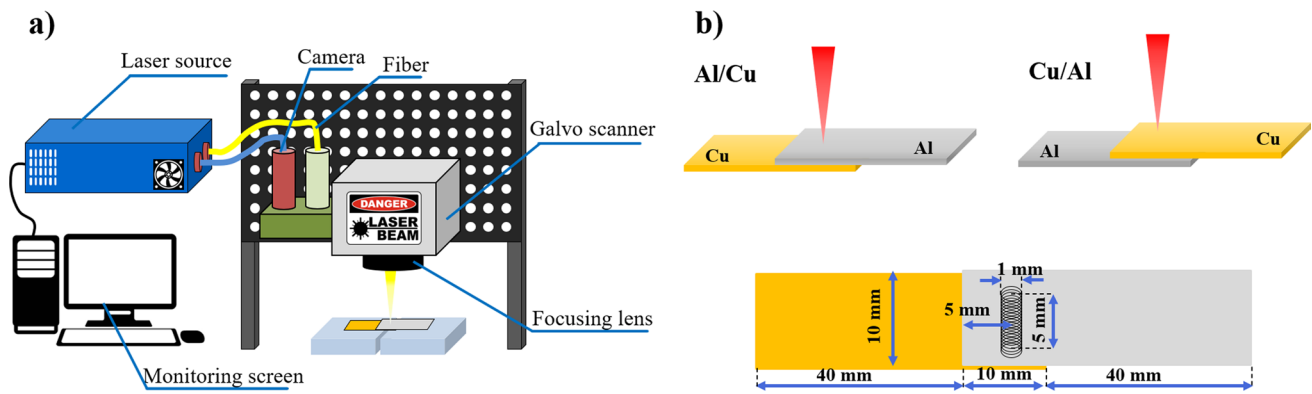 a)
Laser source
Camera
Fiber
Galvo scanner
DANGER
LASER
BEAM
Focusing lens
Monitoring screen
b)
Al/Cu
Cu
Al
Cu/Al
Al
Cu
1 mm
5 mm
10 mm
5 mm
40 mm
10 mm
40 mm